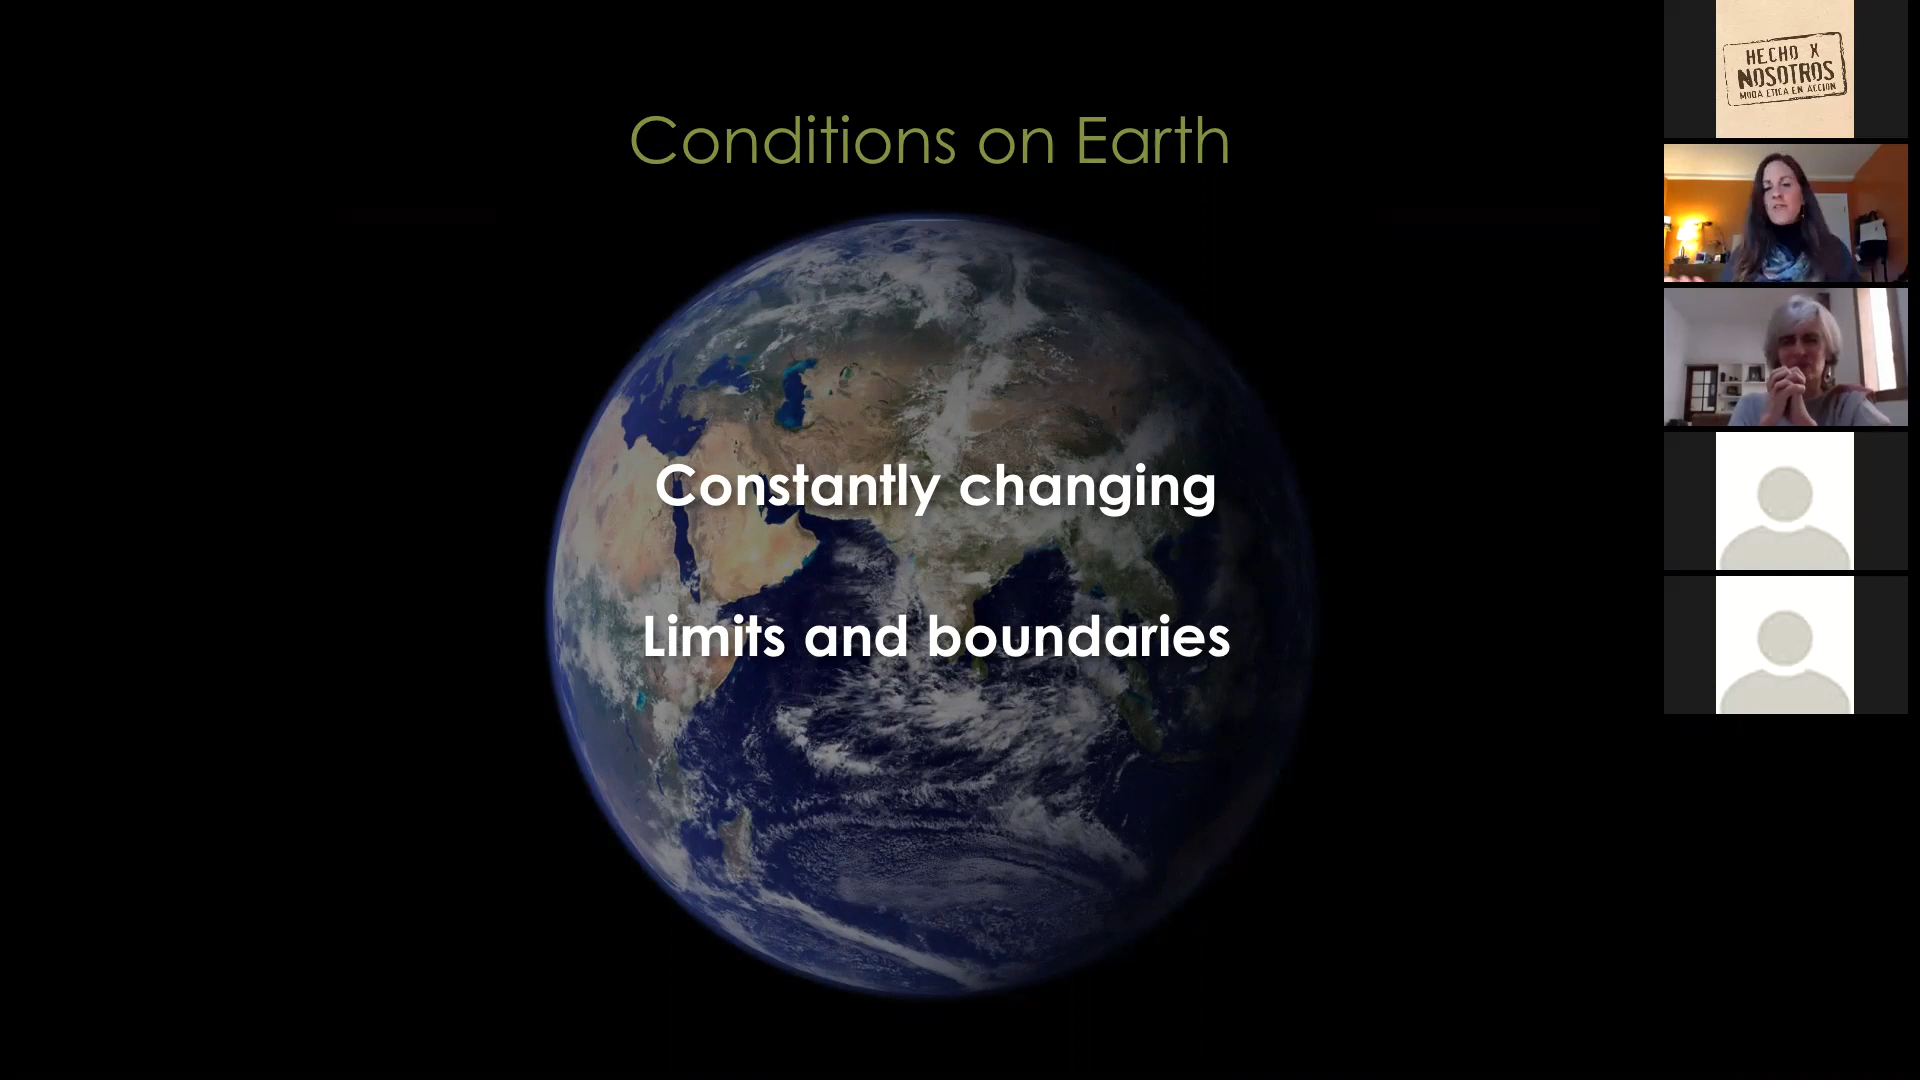 Conditions on Earth
Constantly changing
Limits and boundaries
HECHO X
NOSOTROS
MODA ETICA EN ACCION